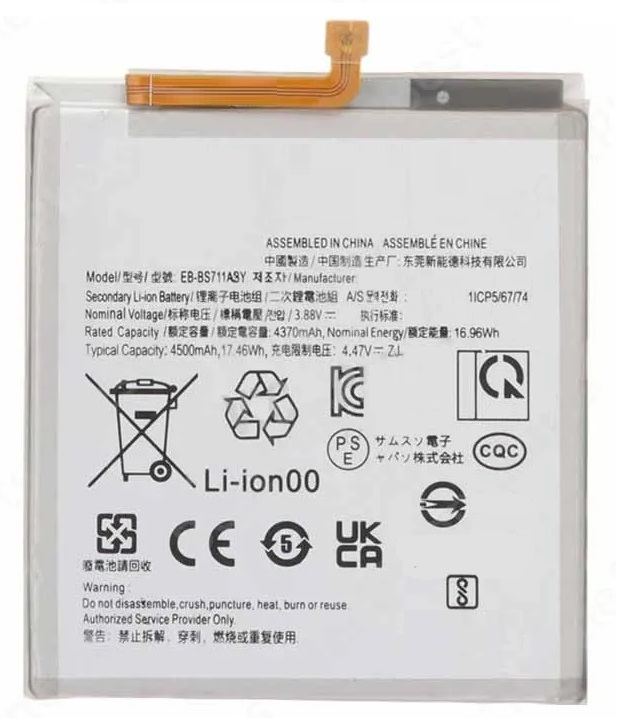 ASSEMBLED IN CHINA ASSEMBLÉ EN CHINE
中國製造/中国制造 生产厂: 东莞新能德科技有限公司
Model/型号/型號: EB-BS711ABY 제조자/Manufacturer:
Secondary Li-ion Battery/锂离子电池组/二次鋰電池組 A/S 문의전화 : 1ICP5/67/74
Nominal Voltage/标称电压/標稱電壓/전압/3.88V⎓ 执行标准:
Rated Capacity /额定容量/額定電容量: 4370mAh, Nominal Energy/额定能量: 16.96Wh
Typical Capacity: 4500mAh,17.46Wh, 充电限制电压: 4.47V⎓ ZJ
PS
E
サムスソ電子
ャパソ株式会社
CQC
Li-ion00
CE
5
UK
CA
廢電池請回收
Warning :
Do not disassemble,crush,puncture, heat, burn or reuse.
Authorized Service Provider Only.
警告: 禁止拆解, 穿刺, 燃烧或重复使用.